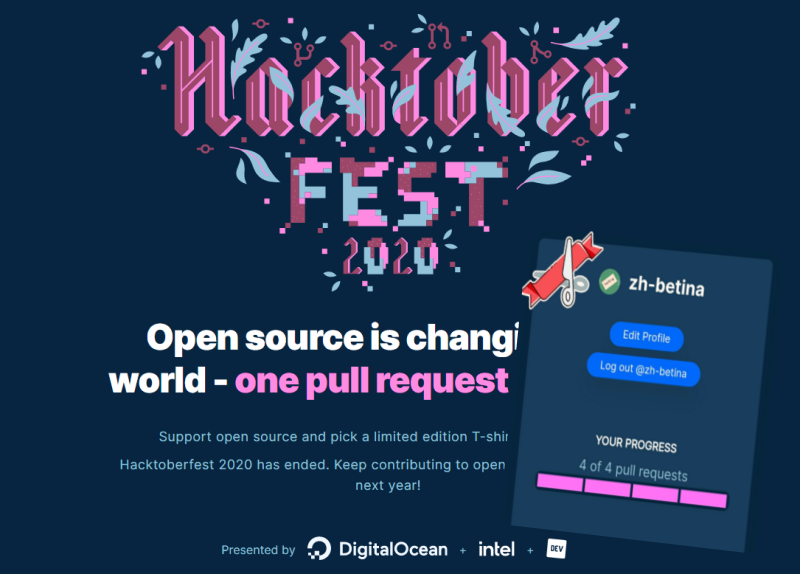 Hacktober
FEST
2020
Open source is changi
world - one pull request
Support open source and pick a limited edition T-shir
Hacktoberfest 2020 has ended. Keep contributing to open
next year!
Presented by DigitalOcean + intel + DEV
zh-betina
Edit Profile
Log out @zh-betina
YOUR PROGRESS
4 of 4 pull requests